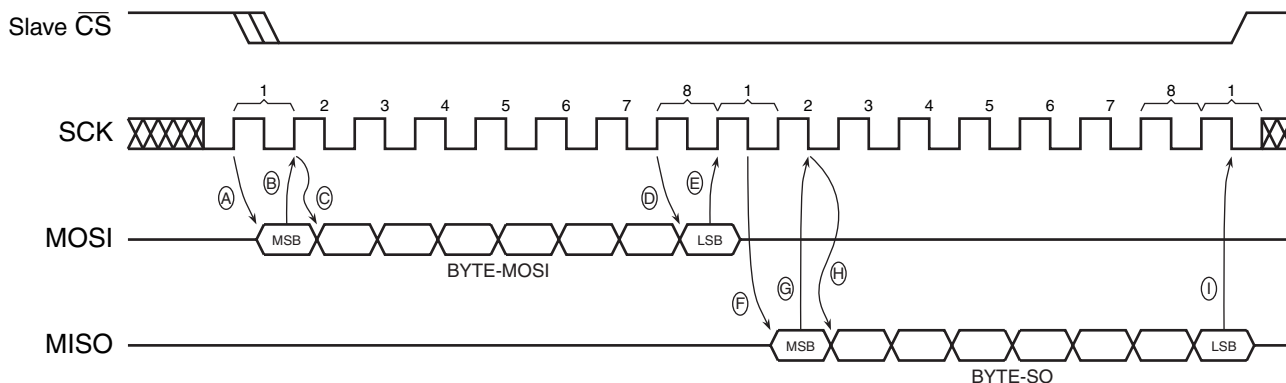 Slave CS
1 2 3 4 5 6 7 8 1 2 3 4 5 6 7 8 1
SCK
A B C D E
MOSI MSB LSB
BYTE-MOSI
F G H I
MISO MSB LSB
BYTE-SO